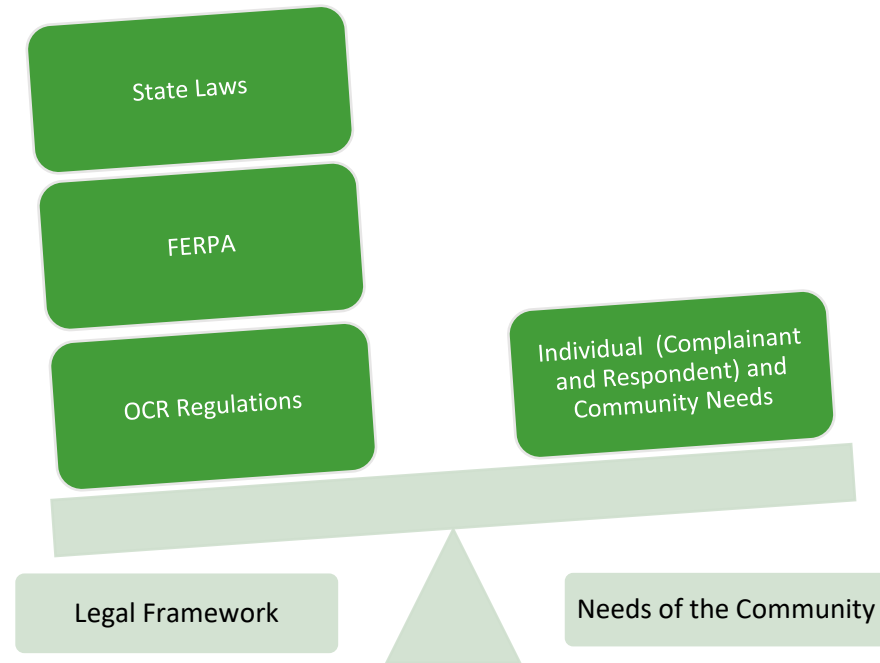 State Laws
FERPA
OCR Regulations
Individual (Complainant
and Respondent) and
Community Needs
Legal Framework
Needs of the Community